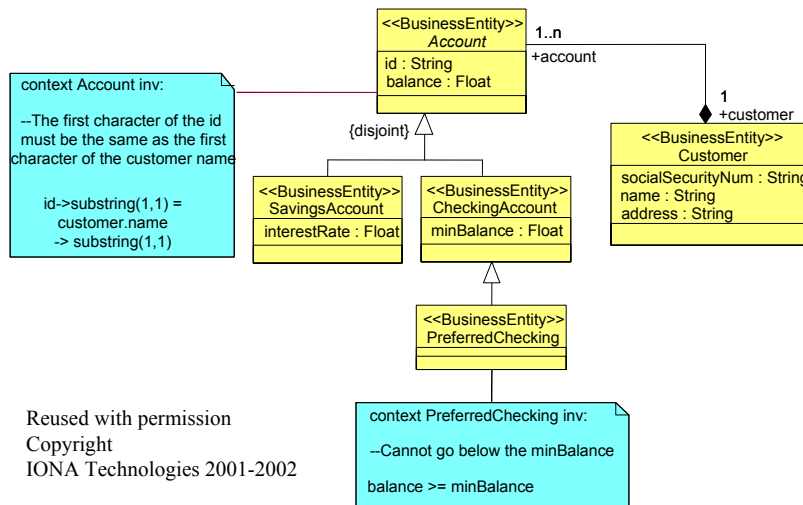 <<BusinessEntity>>
Account
id : String
balance : Float
1..n
+account
1
+customer
<<BusinessEntity>>
Customer
socialSecurityNum : String
name : String
address : String
context Account inv:
--The first character of the id
must be the same as the first
character of the customer name
id->substring(1,1) =
customer.name
-> substring(1,1)
{disjoint}
<<BusinessEntity>>
SavingsAccount
interestRate : Float
<<BusinessEntity>>
CheckingAccount
minBalance : Float
<<BusinessEntity>>
PreferredChecking
context PreferredChecking inv:
--Cannot go below the minBalance
balance >= minBalance
Reused with permission
Copyright
IONA Technologies 2001-2002